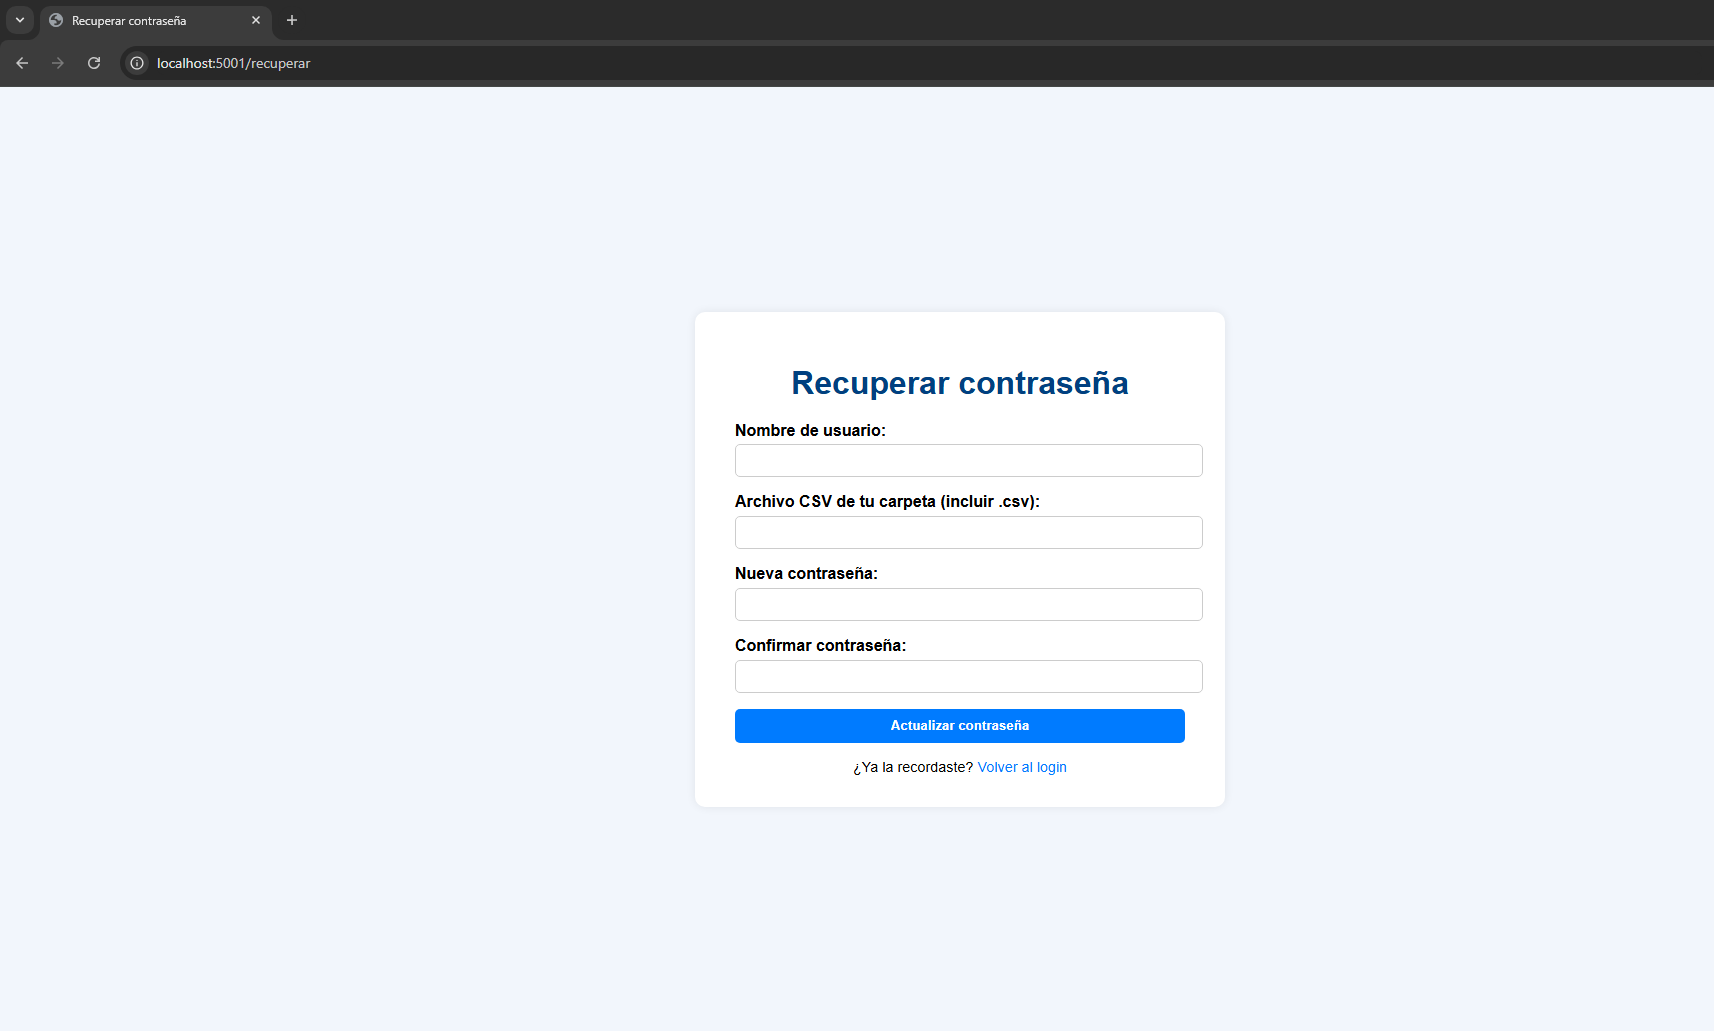 Recuperar contraseña
localhost:5001/recuperar
Recuperar contraseña
Nombre de usuario:
Archivo CSV de tu carpeta (incluir .csv):
Nueva contraseña:
Confirmar contraseña:
Actualizar contraseña
¿Ya la recordaste? Volver al login